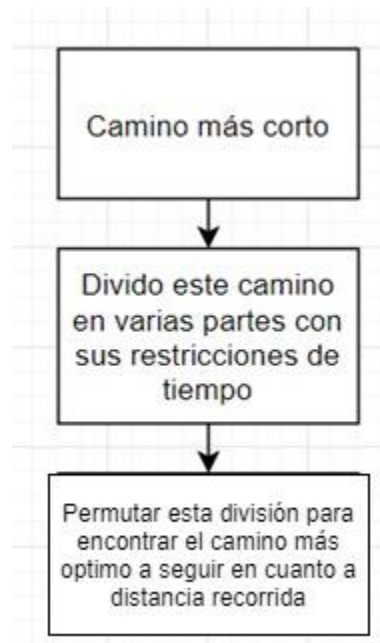 Camino más corto
Divido este camino
en varias partes con
sus restricciones de
tiempo
Permutar esta división para
encontrar el camino más
optimo a seguir en cuanto a
distancia recorrida